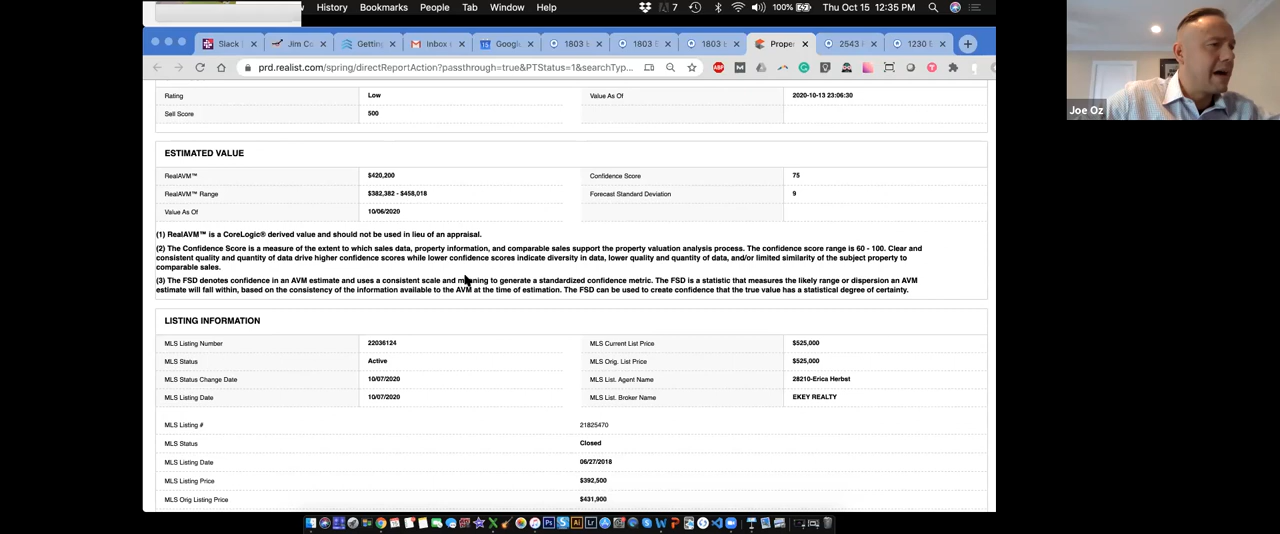 History Bookmarks People Tab Window Help 7 100% Thu Oct 15 12:35 PM
Slack Jim Co Getting Inbox Google 1803 1803 1803 Proper 2543 1230
prd.realist.com/spring/directReportAction?passthrough=true&PTStatus=1&searchTyp...
Joe Oz
Rating Low Value As Of 2020-10-13 23:06:30
Sell Score 500
ESTIMATED VALUE
RealAVM™ $420,200 Confidence Score 75
RealAVM™ Range $382,382 - $458,018 Forecast Standard Deviation 9
Value As Of 10/06/2020
(1) RealAVM™ is a CoreLogic® derived value and should not be used in lieu of an appraisal.
(2) The Confidence Score is a measure of the extent to which sales data, property information, and comparable sales support the property valuation analysis process. The confidence score range is 60 - 100. Clear and
consistent quality and quantity of data drive higher confidence scores while lower confidence scores indicate diversity in data, lower quality and quantity of data, and/or limited similarity of the subject property to
comparable sales.
(3) The FSD denotes confidence in an AVM estimate and uses a consistent scale and meaning to generate a standardized confidence metric. The FSD is a statistic that measures the likely range or dispersion an AVM
estimate will fall within, based on the consistency of the information available to the AVM at the time of estimation. The FSD can be used to create confidence that the true value has a statistical degree of certainty.
LISTING INFORMATION
MLS Listing Number 22036124 MLS Current List Price $525,000
MLS Status Active MLS Orig. List Price $525,000
MLS Status Change Date 10/07/2020 MLS List. Agent Name 28210-Erica Herbst
MLS Listing Date 10/07/2020 MLS List. Broker Name EKEY REALTY
MLS Listing # 21825470
MLS Status Closed
MLS Listing Date 06/27/2018
MLS Listing Price $392,500
MLS Orig Listing Price $431,900